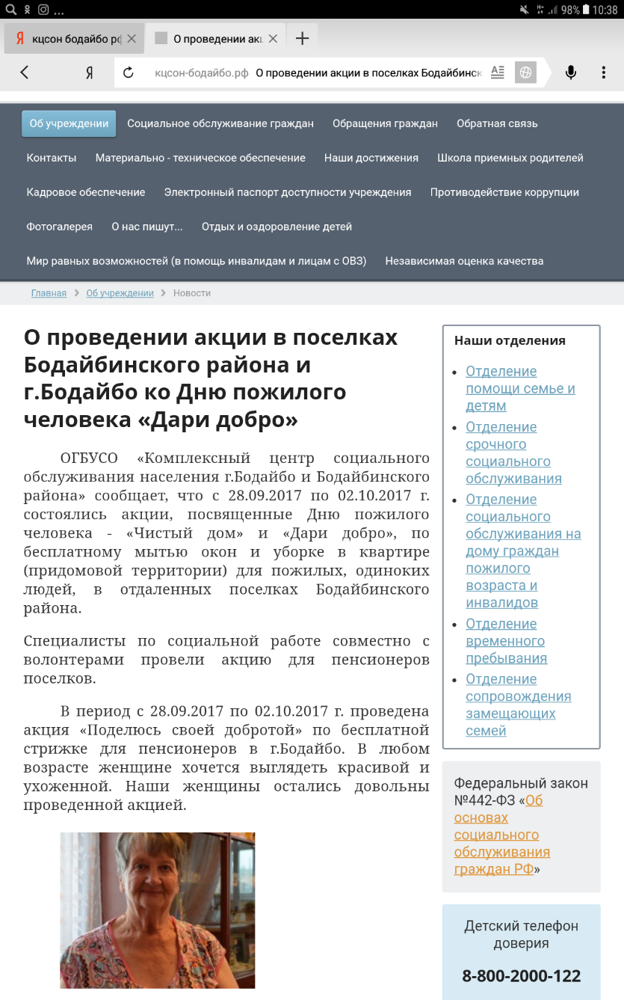 ...
98% 10:38
Я кцсон бодайбо рф
О проведении акц
Я
кцсон-бодайбо.рф О проведении акции в поселках Бодайбинск
Об учреждении Социальное обслуживание граждан Обращения граждан Обратная связь
Контакты Материально - техническое обеспечение Наши достижения Школа приемных родителей
Кадровое обеспечение Электронный паспорт доступности учреждения Противодействие коррупции
Фотогалерея О нас пишут... Отдых и оздоровление детей
Мир равных возможностей (в помощь инвалидам и лицам с ОВЗ) Независимая оценка качества
Главная > Об учреждении > Новости
О проведении акции в поселках
Бодайбинского района и
г.Бодайбо ко Дню пожилого
человека «Дари добро»
ОГБУСО «Комплексный центр социального
обслуживания населения г.Бодайбо и Бодайбинского
района» сообщает, что с 28.09.2017 по 02.10.2017 г.
состоялись акции, посвященные Дню пожилого
человека - «Чистый дом» и «Дари добро», по
бесплатному мытью окон и уборке в квартире
(придомовой территории) для пожилых, одиноких
людей, в отдаленных поселках Бодайбинского
района.
Специалисты по социальной работе совместно с
волонтерами провели акцию для пенсионеров
поселков.
В период с 28.09.2017 по 02.10.2017 г. проведена
акция «Поделюсь своей добротой» по бесплатной
стрижке для пенсионеров в г.Бодайбо. В любом
возрасте женщине хочется выглядеть красивой и
ухоженной. Наши женщины остались довольны
проведенной акцией.
Наши отделения
• Отделение
помощи семье и
детям
• Отделение
срочного
социального
обслуживания
• Отделение
социального
обслуживания на
дому граждан
пожилого
возраста и
инвалидов
• Отделение
временного
пребывания
• Отделение
сопровождения
замещающих
семей
Федеральный закон
№442-ФЗ «Об
основах
социального
обслуживания
граждан РФ»
Детский телефон
доверия
8-800-2000-122